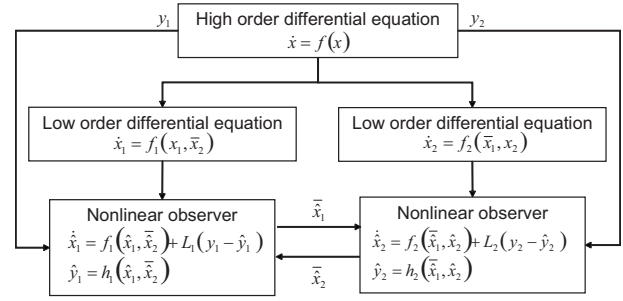 y₁
High order differential equation
y₂
ẋ = f(x)
Low order differential equation
ẋ₁ = f₁(x₁, x̄₂)
Low order differential equation
ẋ₂ = f₂(x̄₁, x₂)
Nonlinear observer
x̂̇₁ = f₁(x̂₁, x̂̄₂) + L₁(y₁ − ŷ₁)
ŷ₁ = h₁(x̂₁, x̂̄₂)
x̂̄₁
x̂̄₂
Nonlinear observer
x̂̇₂ = f₂(x̂̄₁, x̂₂) + L₂(y₂ − ŷ₂)
ŷ₂ = h₂(x̂̄₁, x̂₂)